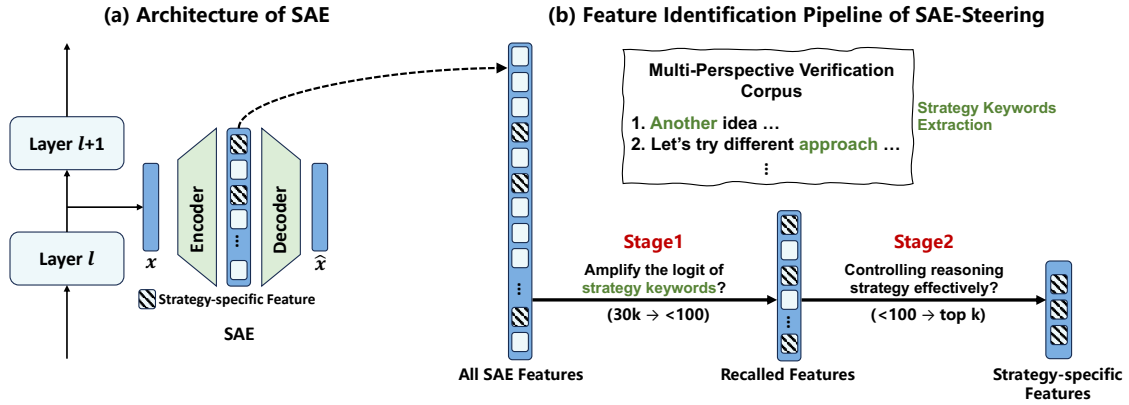 (a) Architecture of SAE
Layer l+1
Layer l
x
Encoder
...
Decoder
x̂
Strategy-specific Feature
SAE
(b) Feature Identification Pipeline of SAE-Steering
Multi-Perspective Verification
Corpus
1. Another idea ...
2. Let's try different approach ...
⋮
Strategy Keywords
Extraction
Stage1
Amplify the logit of
strategy keywords?
(30k → <100)
Stage2
Controlling reasoning
strategy effectively?
(<100 → top k)
All SAE Features
Recalled Features
Strategy-specific
Features